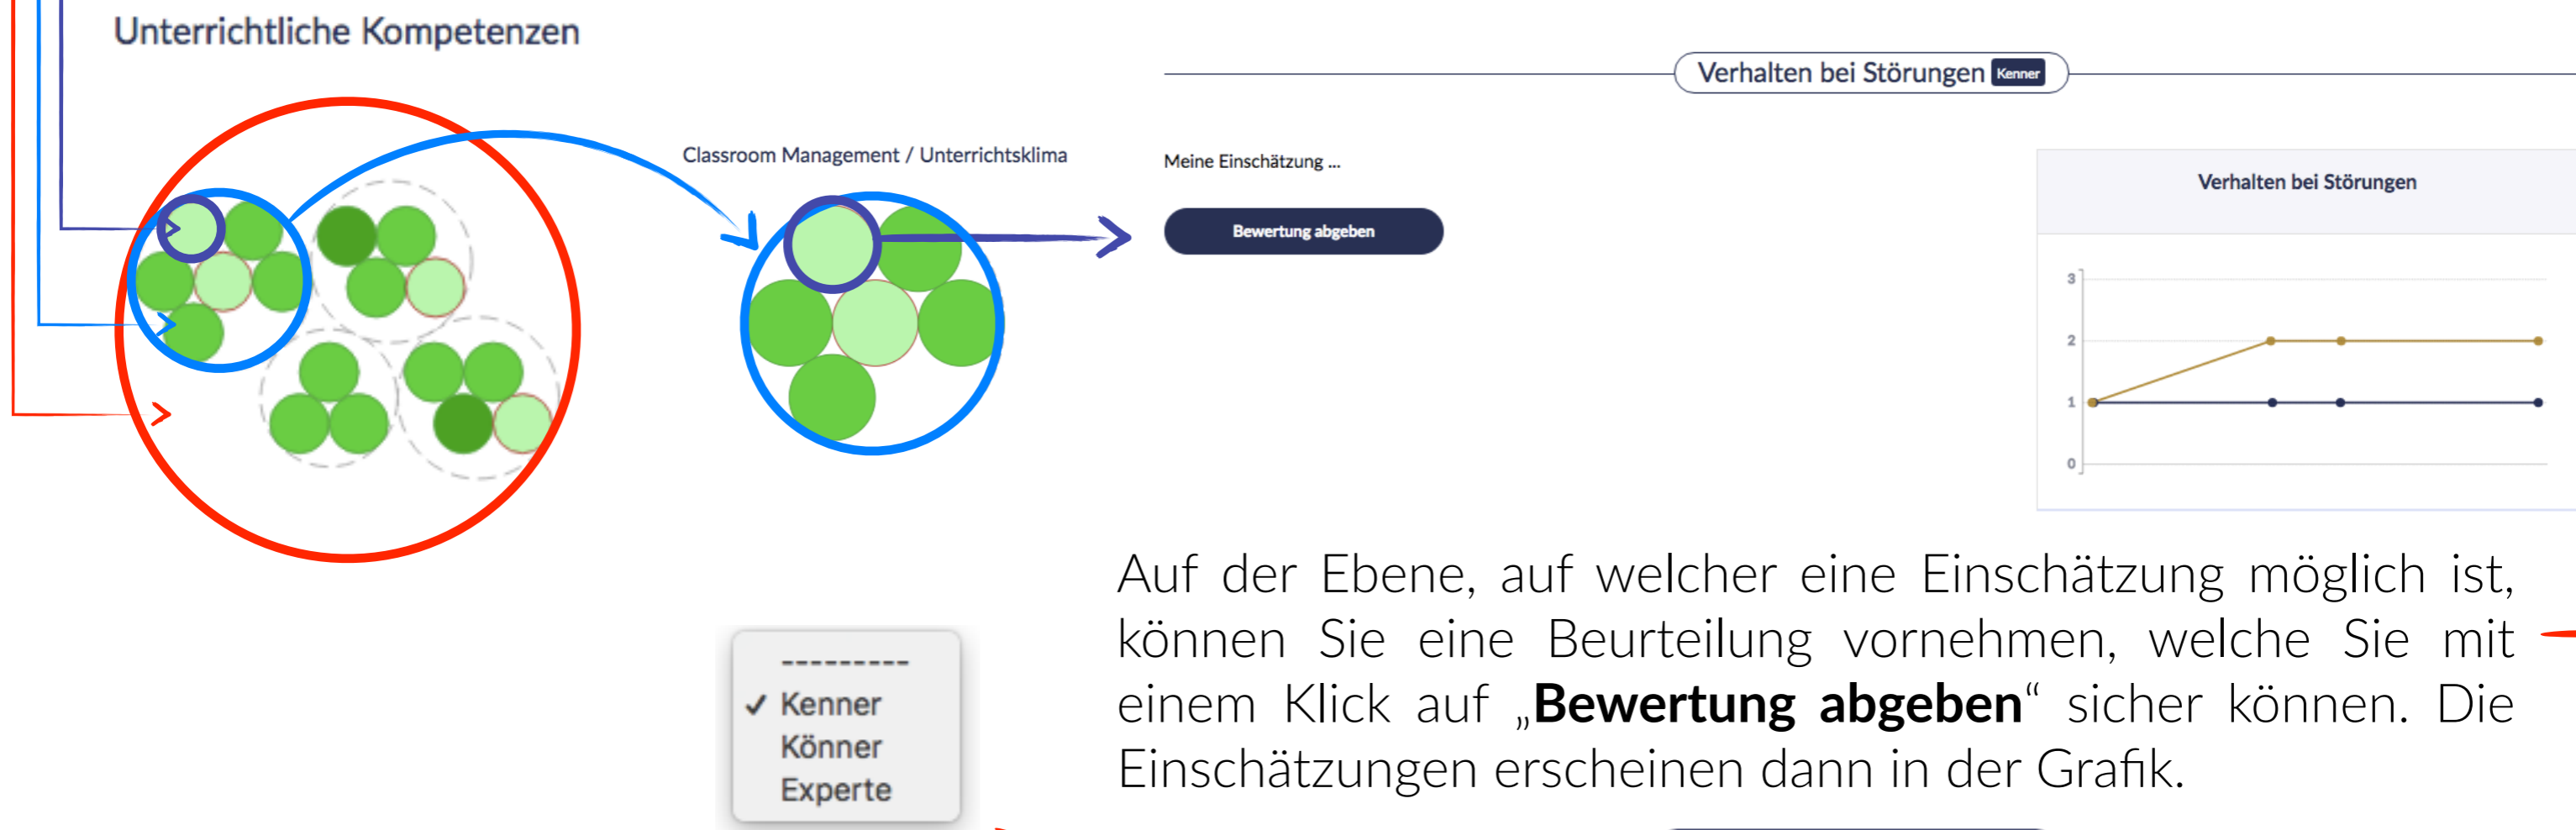 Unterrichtliche Kompetenzen
Verhalten bei Störungen Kenner
Classroom Management / Unterrichtsklima
Meine Einschätzung ...
Bewertung abgeben
Verhalten bei Störungen
3
2
1
0
Auf der Ebene, auf welcher eine Einschätzung möglich ist,
können Sie eine Beurteilung vornehmen, welche Sie mit
einem Klick auf „Bewertung abgeben“ sicher können. Die
Einschätzungen erscheinen dann in der Grafik.
---------
✓ Kenner
Könner
Experte